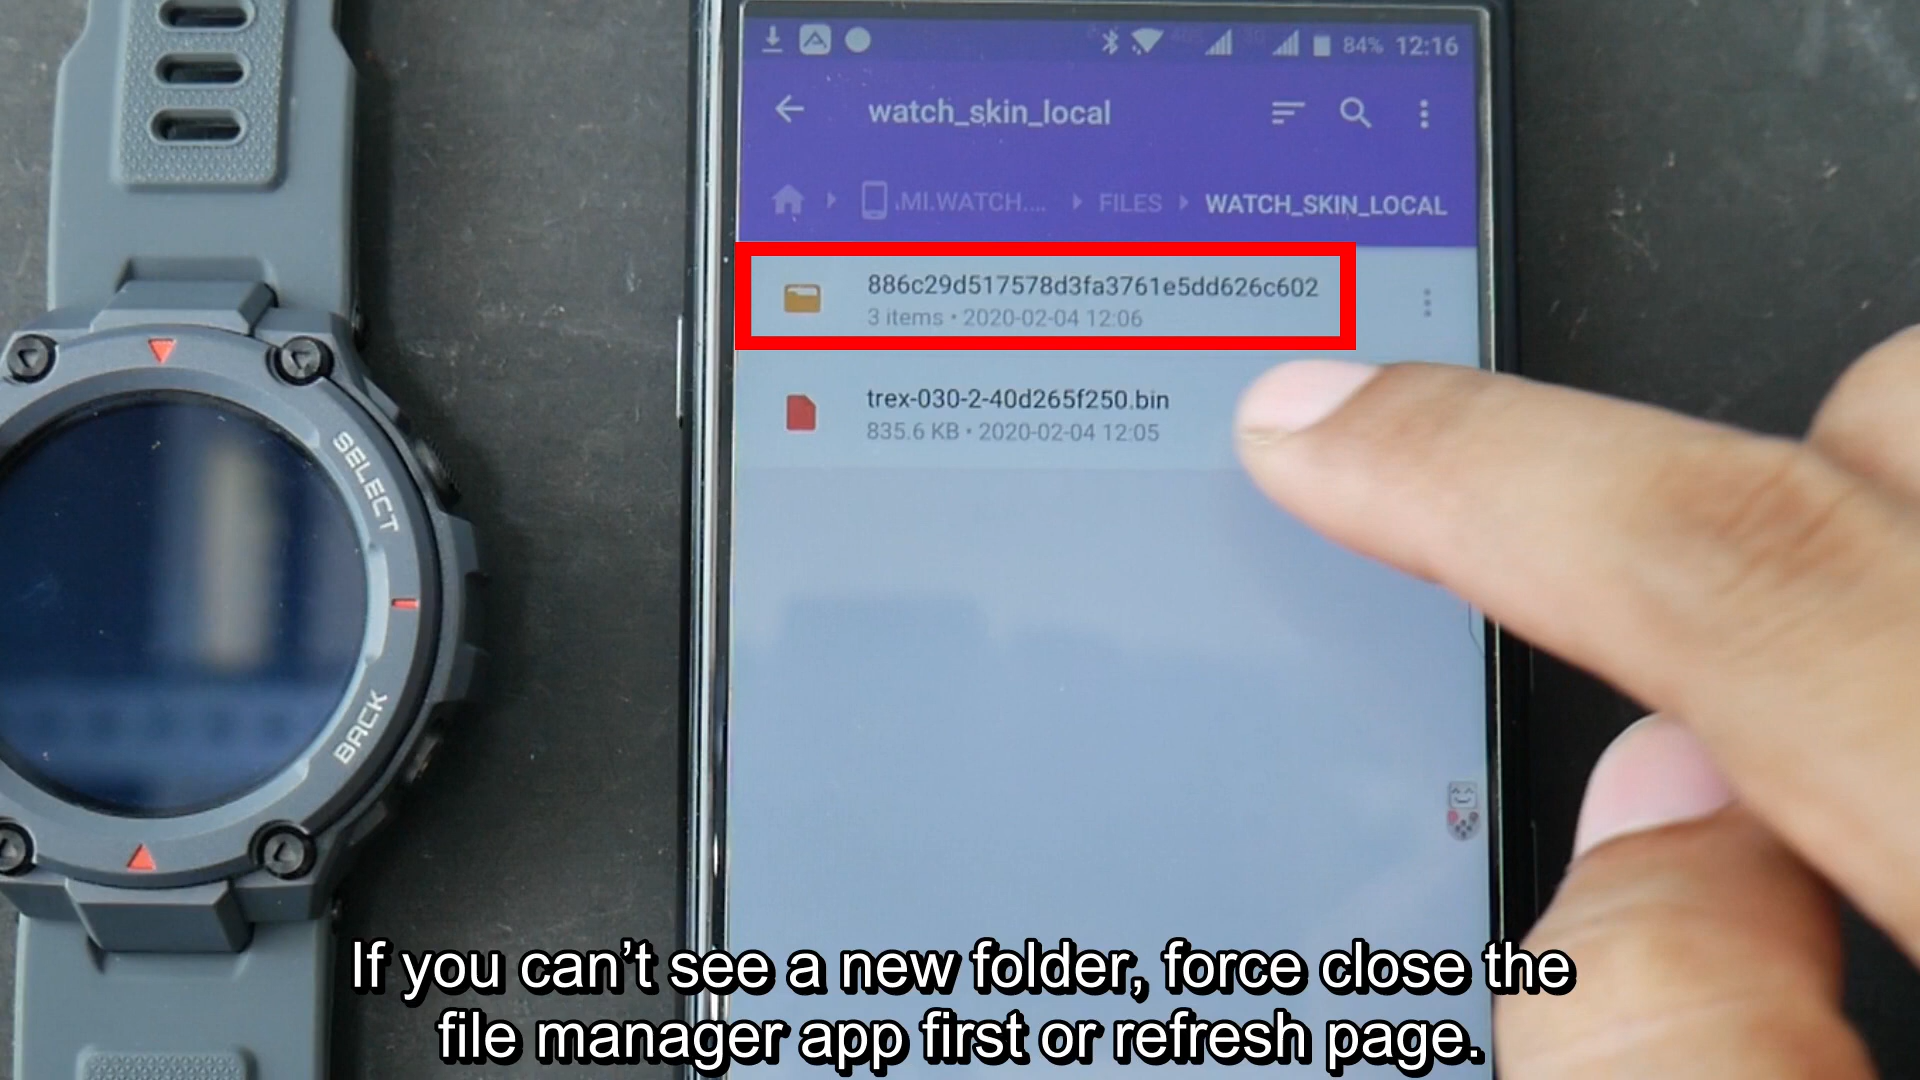 84% 12:16
watch_skin_local
.MI.WATCH.... FILES WATCH_SKIN_LOCAL
886c29d517578d3fa3761e5dd626c602
3 items • 2020-02-04 12:06
trex-030-2-40d265f250.bin
835.6 KB • 2020-02-04 12:05
SELECT
BACK
If you can't see a new folder, force close the
file manager app first or refresh page.